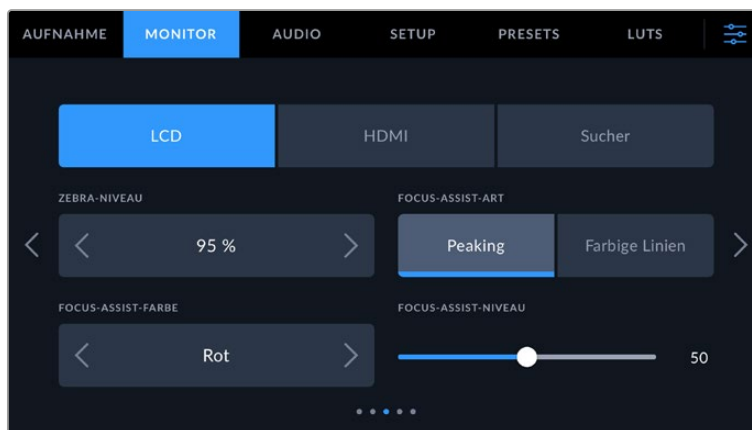 AUFNAHME MONITOR AUDIO SETUP PRESETS LUTS
LCD HDMI Sucher
ZEBRA-NIVEAU FOCUS-ASSIST-ART
95 % Peaking Farbige Linien
FOCUS-ASSIST-FARBE FOCUS-ASSIST-NIVEAU
Rot 50